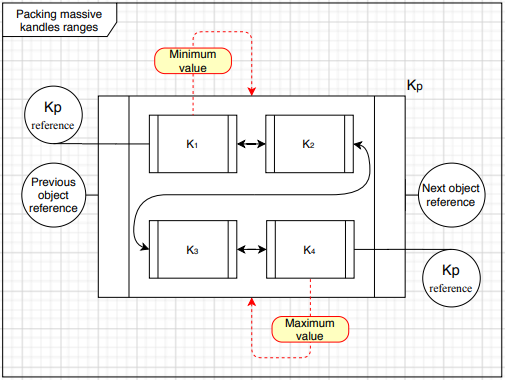 Packing massive
kandles ranges
Minimum
value
Kp
Kp
reference
K1
K2
Previous
object
reference
Next object
reference
K3
K4
Kp
reference
Maximum
value